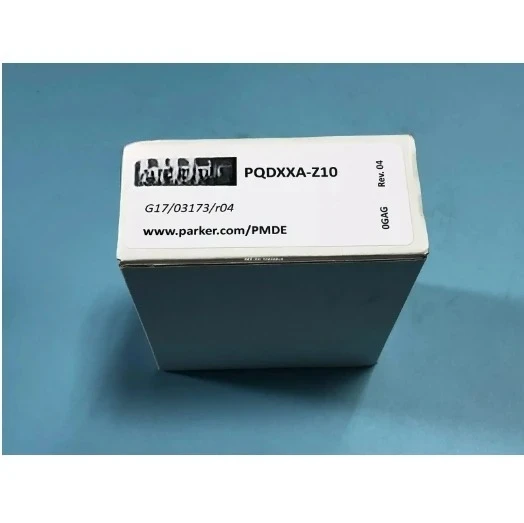 PQDXXA-Z10
G17/03173/r04
www.parker.com/PMDE
Rev. 04
0GAG